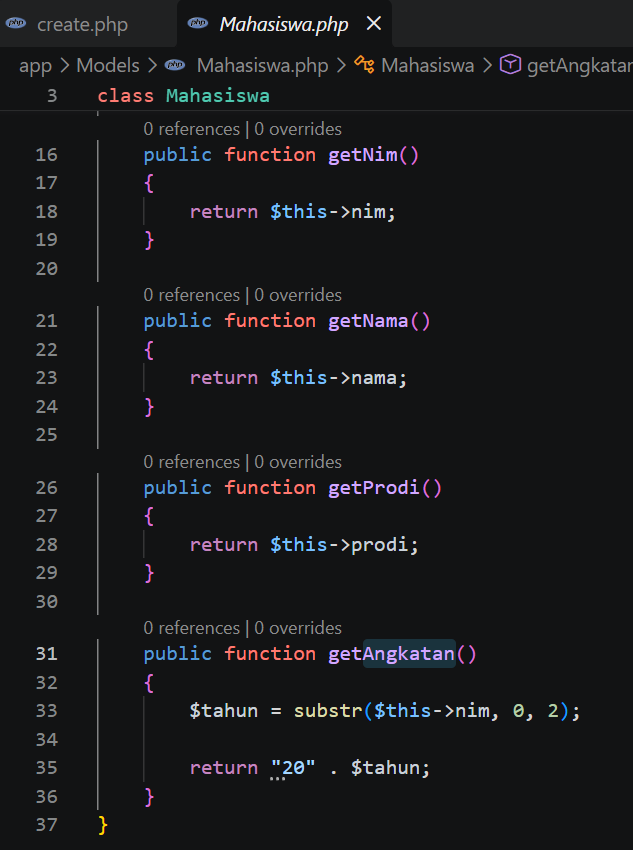 create.php
Mahasiswa.php
app > Models > Mahasiswa.php > Mahasiswa > getAngkatan
3 class Mahasiswa
0 references | 0 overrides
16 public function getNim()
17 {
18 return $this->nim;
19 }
20
0 references | 0 overrides
21 public function getNama()
22 {
23 return $this->nama;
24 }
25
0 references | 0 overrides
26 public function getProdi()
27 {
28 return $this->prodi;
29 }
30
0 references | 0 overrides
31 public function getAngkatan()
32 {
33 $tahun = substr($this->nim, 0, 2);
34
35 return "20" . $tahun;
36 }
37 }